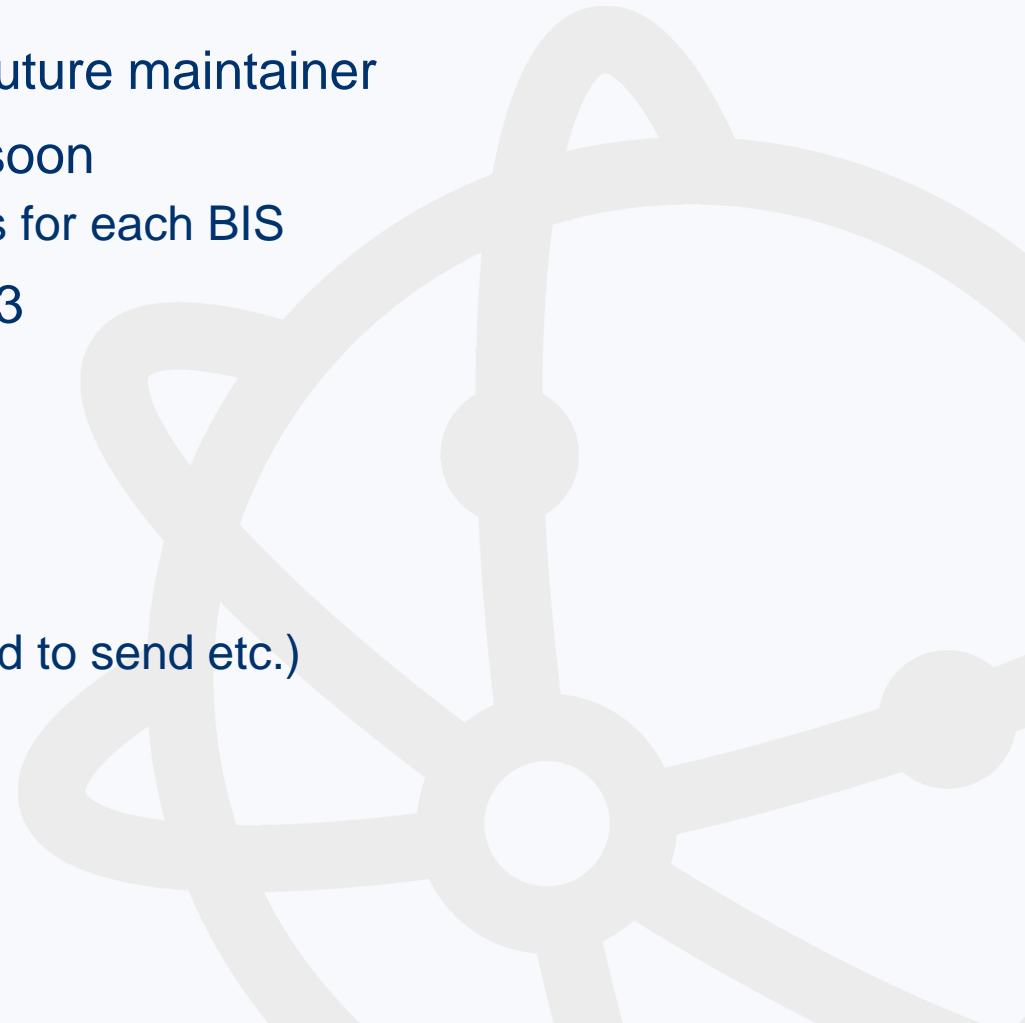 uture maintainer
soon
s for each BIS
3
d to send etc.)